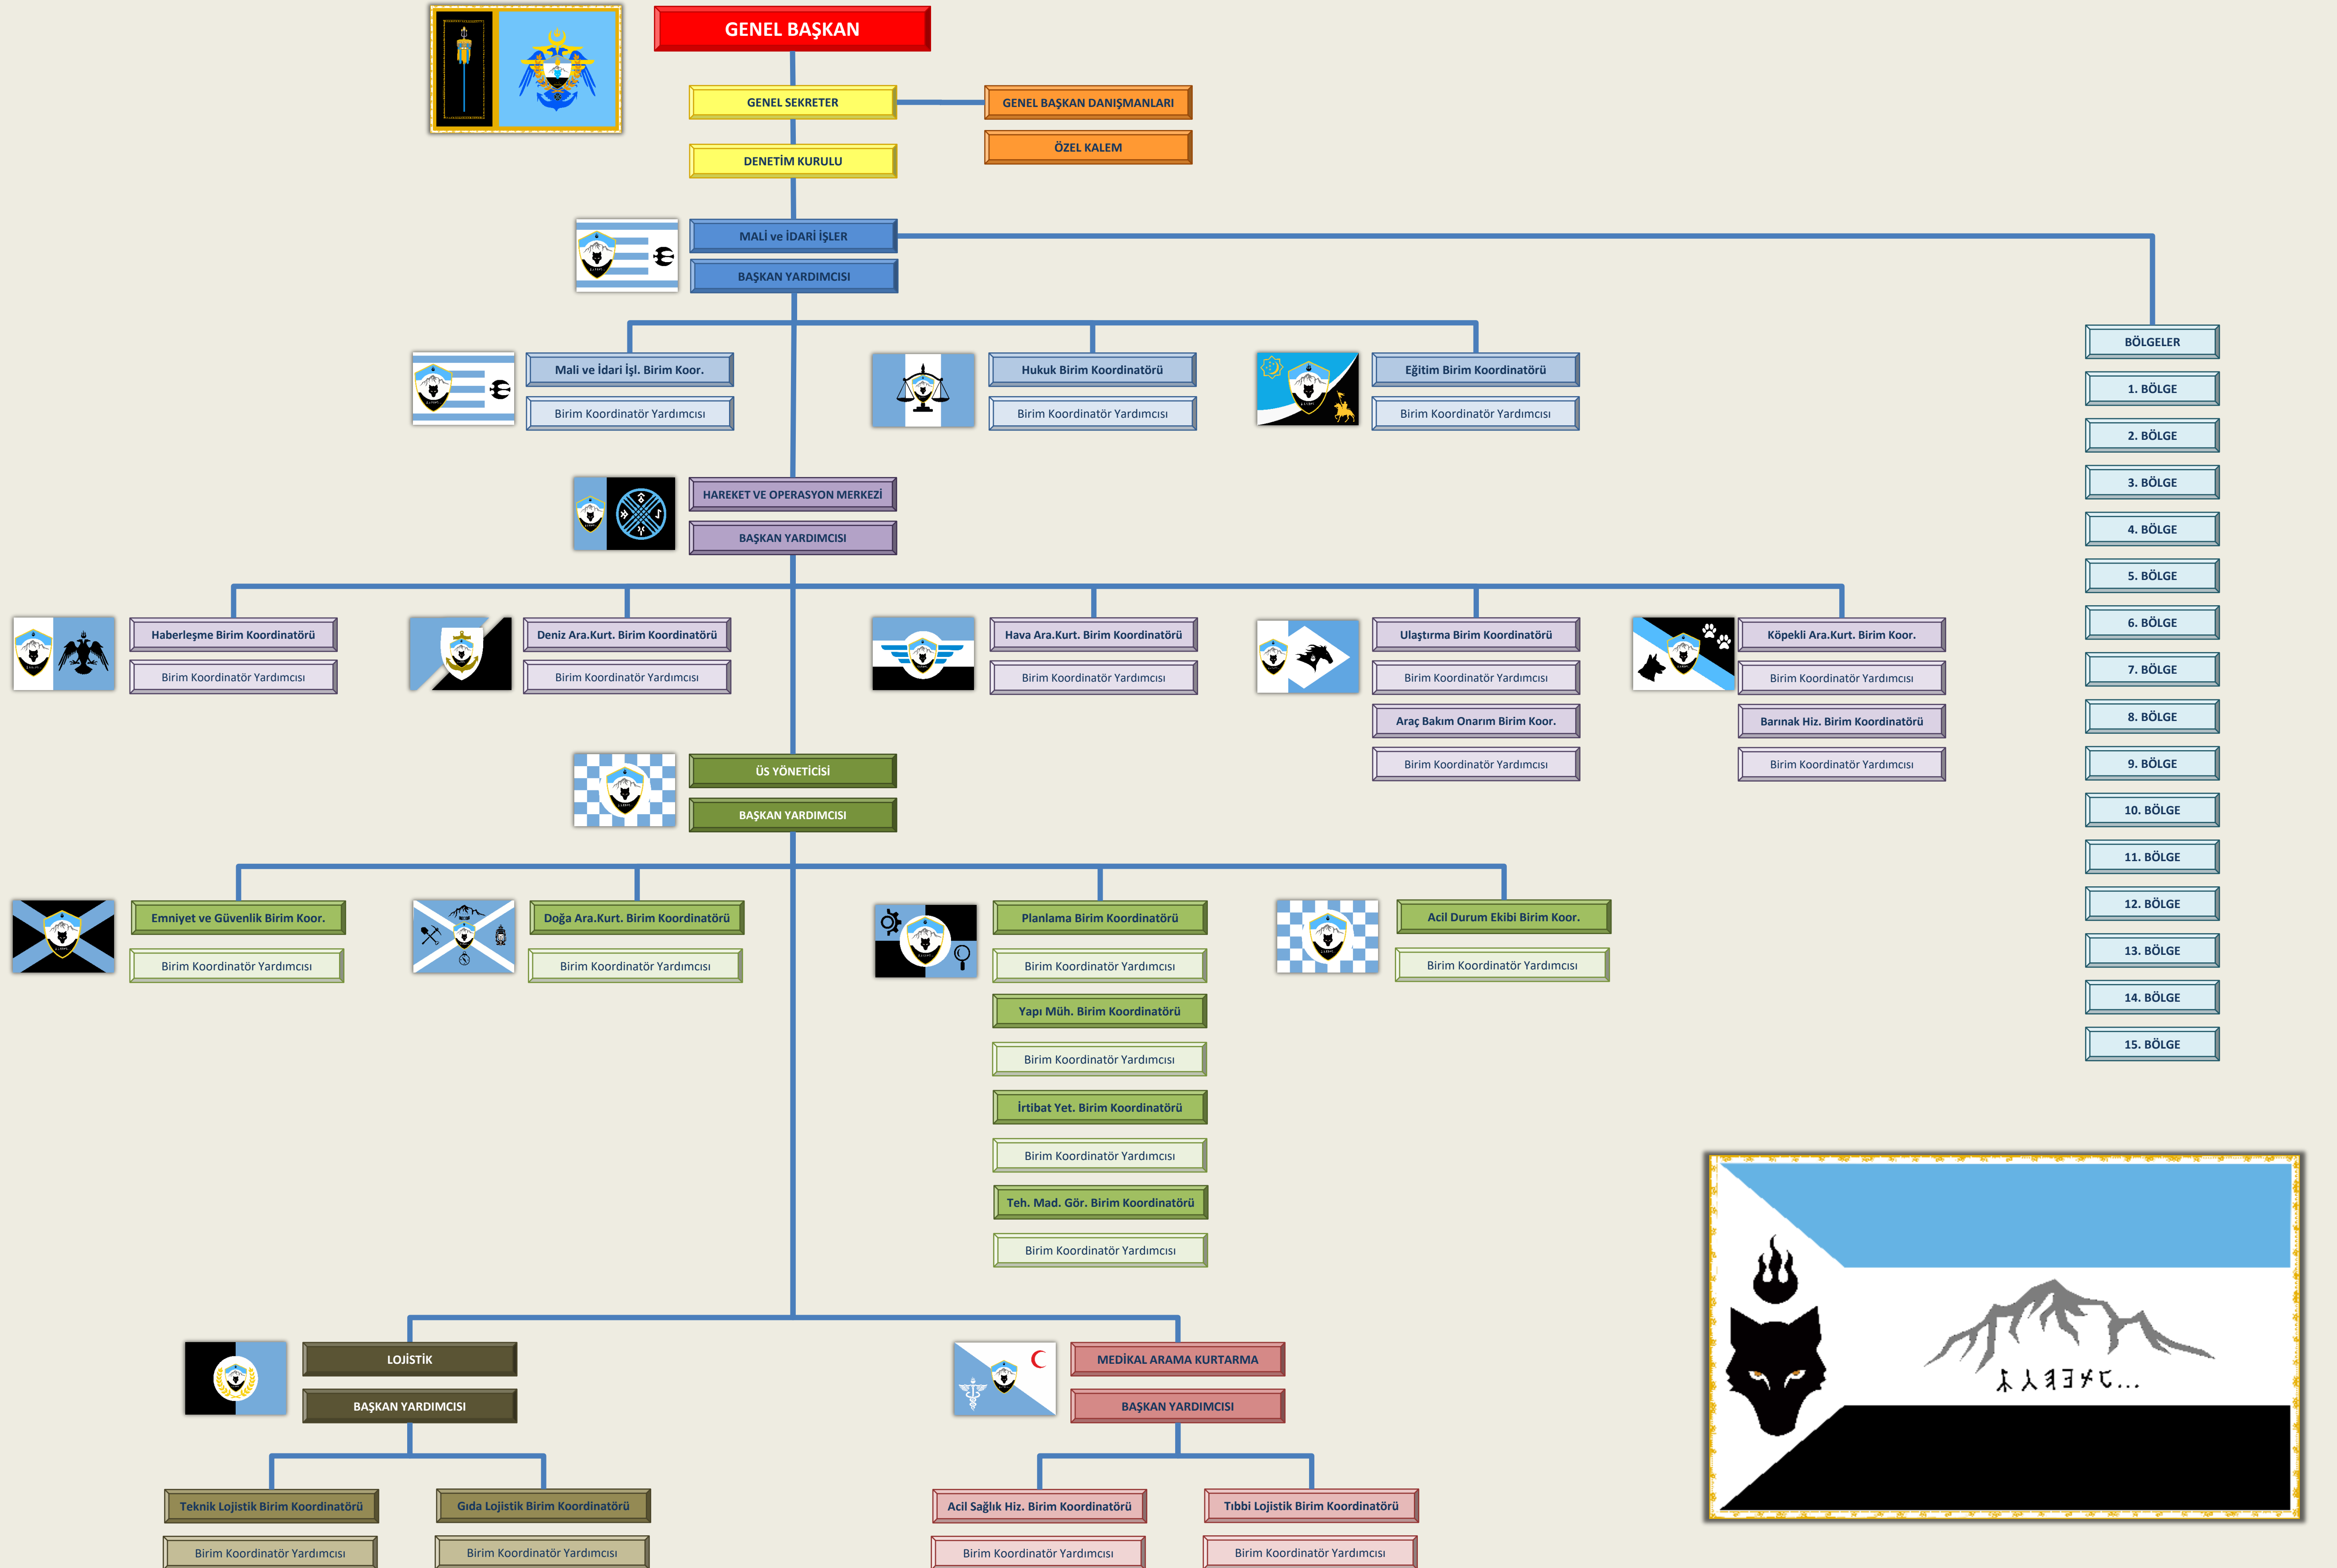 GENEL BAŞKAN
GENEL SEKRETER
GENEL BAŞKAN DANIŞMANLARI
ÖZEL KALEM
DENETİM KURULU
MALİ ve İDARİ İŞLER
BAŞKAN YARDIMCISI
Mali ve İdari İşl. Birim Koor.
Birim Koordinatör Yardımcısı
Hukuk Birim Koordinatörü
Birim Koordinatör Yardımcısı
Eğitim Birim Koordinatörü
Birim Koordinatör Yardımcısı
BÖLGELER
1. BÖLGE
2. BÖLGE
3. BÖLGE
4. BÖLGE
5. BÖLGE
6. BÖLGE
7. BÖLGE
8. BÖLGE
9. BÖLGE
10. BÖLGE
11. BÖLGE
12. BÖLGE
13. BÖLGE
14. BÖLGE
15. BÖLGE
HAREKET VE OPERASYON MERKEZİ
BAŞKAN YARDIMCISI
Haberleşme Birim Koordinatörü
Birim Koordinatör Yardımcısı
Deniz Ara.Kurt. Birim Koordinatörü
Birim Koordinatör Yardımcısı
Hava Ara.Kurt. Birim Koordinatörü
Birim Koordinatör Yardımcısı
Ulaştırma Birim Koordinatörü
Birim Koordinatör Yardımcısı
Araç Bakım Onarım Birim Koor.
Birim Koordinatör Yardımcısı
Köpekli Ara.Kurt. Birim Koor.
Birim Koordinatör Yardımcısı
Barınak Hiz. Birim Koordinatörü
Birim Koordinatör Yardımcısı
ÜS YÖNETİCİSİ
BAŞKAN YARDIMCISI
Emniyet ve Güvenlik Birim Koor.
Birim Koordinatör Yardımcısı
Doğa Ara.Kurt. Birim Koordinatörü
Birim Koordinatör Yardımcısı
Planlama Birim Koordinatörü
Birim Koordinatör Yardımcısı
Yapı Müh. Birim Koordinatörü
Birim Koordinatör Yardımcısı
İrtibat Yet. Birim Koordinatörü
Birim Koordinatör Yardımcısı
Teh. Mad. Gör. Birim Koordinatörü
Birim Koordinatör Yardımcısı
Acil Durum Ekibi Birim Koor.
Birim Koordinatör Yardımcısı
LOJİSTİK
BAŞKAN YARDIMCISI
Teknik Lojistik Birim Koordinatörü
Birim Koordinatör Yardımcısı
Gıda Lojistik Birim Koordinatörü
Birim Koordinatör Yardımcısı
MEDİKAL ARAMA KURTARMA
BAŞKAN YARDIMCISI
Acil Sağlık Hiz. Birim Koordinatörü
Birim Koordinatör Yardımcısı
Tıbbi Lojistik Birim Koordinatörü
Birim Koordinatör Yardımcısı